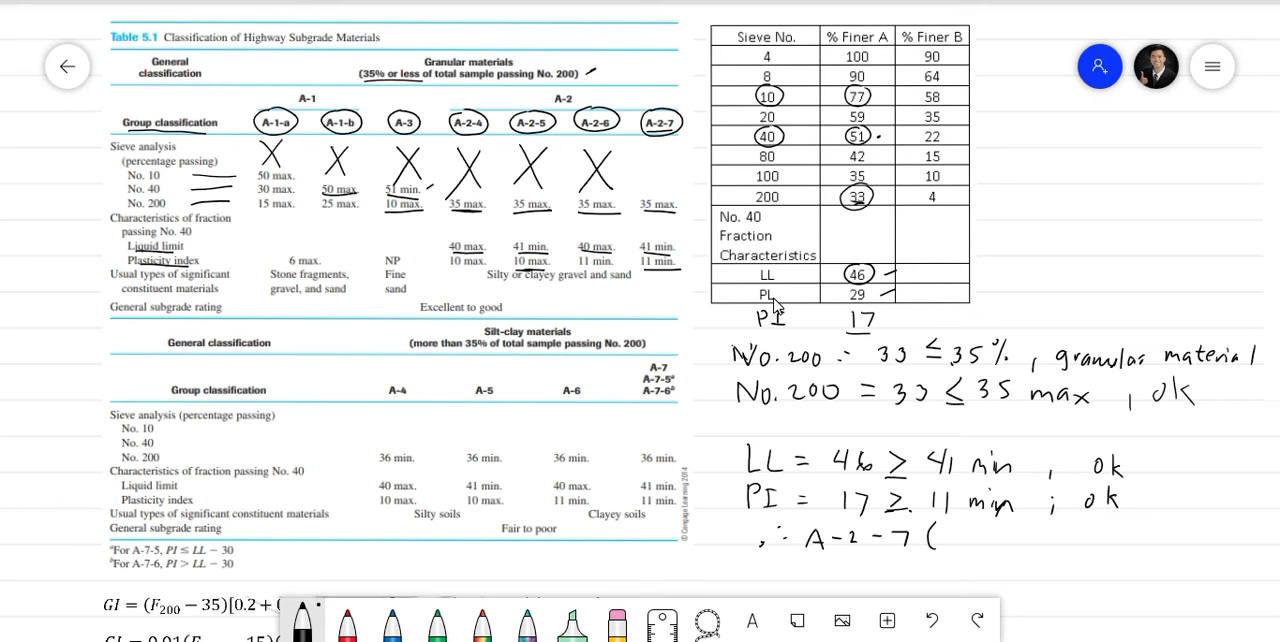 Table 5.1 Classification of Highway Subgrade Materials
General classification Granular materials (35% or less of total sample passing No. 200)
A-1 A-2
Group classification A-1-a A-1-b A-3 A-2-4 A-2-5 A-2-6 A-2-7
Sieve analysis
(percentage passing)
No. 10 50 max.
No. 40 30 max. 50 max. 51 min.
No. 200 15 max. 25 max. 10 max. 35 max. 35 max. 35 max. 35 max.
Characteristics of fraction
passing No. 40
Liquid limit 40 max. 41 min. 40 max. 41 min.
Plasticity index 6 max. NP 10 max. 10 max. 11 min. 11 min.
Usual types of significant Stone fragments, Fine Silty or clayey gravel and sand
constituent materials gravel, and sand sand
General subgrade rating Excellent to good
General classification Silt-clay materials (more than 35% of total sample passing No. 200)
A-7
A-7-5ᵃ
Group classification A-4 A-5 A-6 A-7-6ᵇ
Sieve analysis (percentage passing)
No. 10
No. 40
No. 200 36 min. 36 min. 36 min. 36 min.
Characteristics of fraction passing No. 40
Liquid limit 40 max. 41 min. 40 max. 41 min.
Plasticity index 10 max. 10 max. 11 min. 11 min.
Usual types of significant constituent materials Silty soils Clayey soils
General subgrade rating Fair to poor
ᵃFor A-7-5, PI ≤ LL − 30
ᵇFor A-7-6, PI > LL − 30
© Cengage Learning 2014
GI = (F₂₀₀ − 35)[0.2 + 
Sieve No. % Finer A % Finer B
4 100 90
8 90 64
10 77 58
20 59 35
40 51 22
80 42 15
100 35 10
200 33 4
No. 40
Fraction
Characteristics
LL 46
PL 29
PI 17
No. 200 = 33 ≤ 35%, granular material
No. 200 = 33 ≤ 35 max, ok
LL = 46 ≥ 41 min, ok
PI = 17 ≥ 11 min; ok
∴ A-2-7 (
A